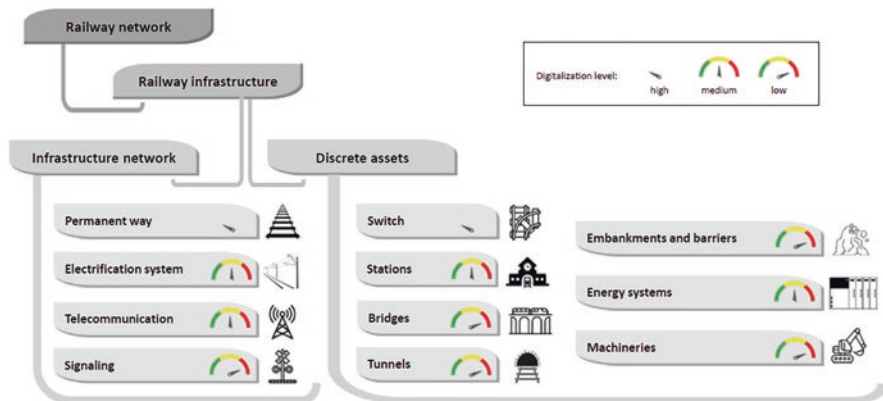 Railway network
Railway infrastructure
Digitalization level:
high
medium
low
Infrastructure network
Discrete assets
Permanent way
Electrification system
Telecommunication
Signaling
Switch
Stations
Bridges
Tunnels
Embankments and barriers
Energy systems
Machineries